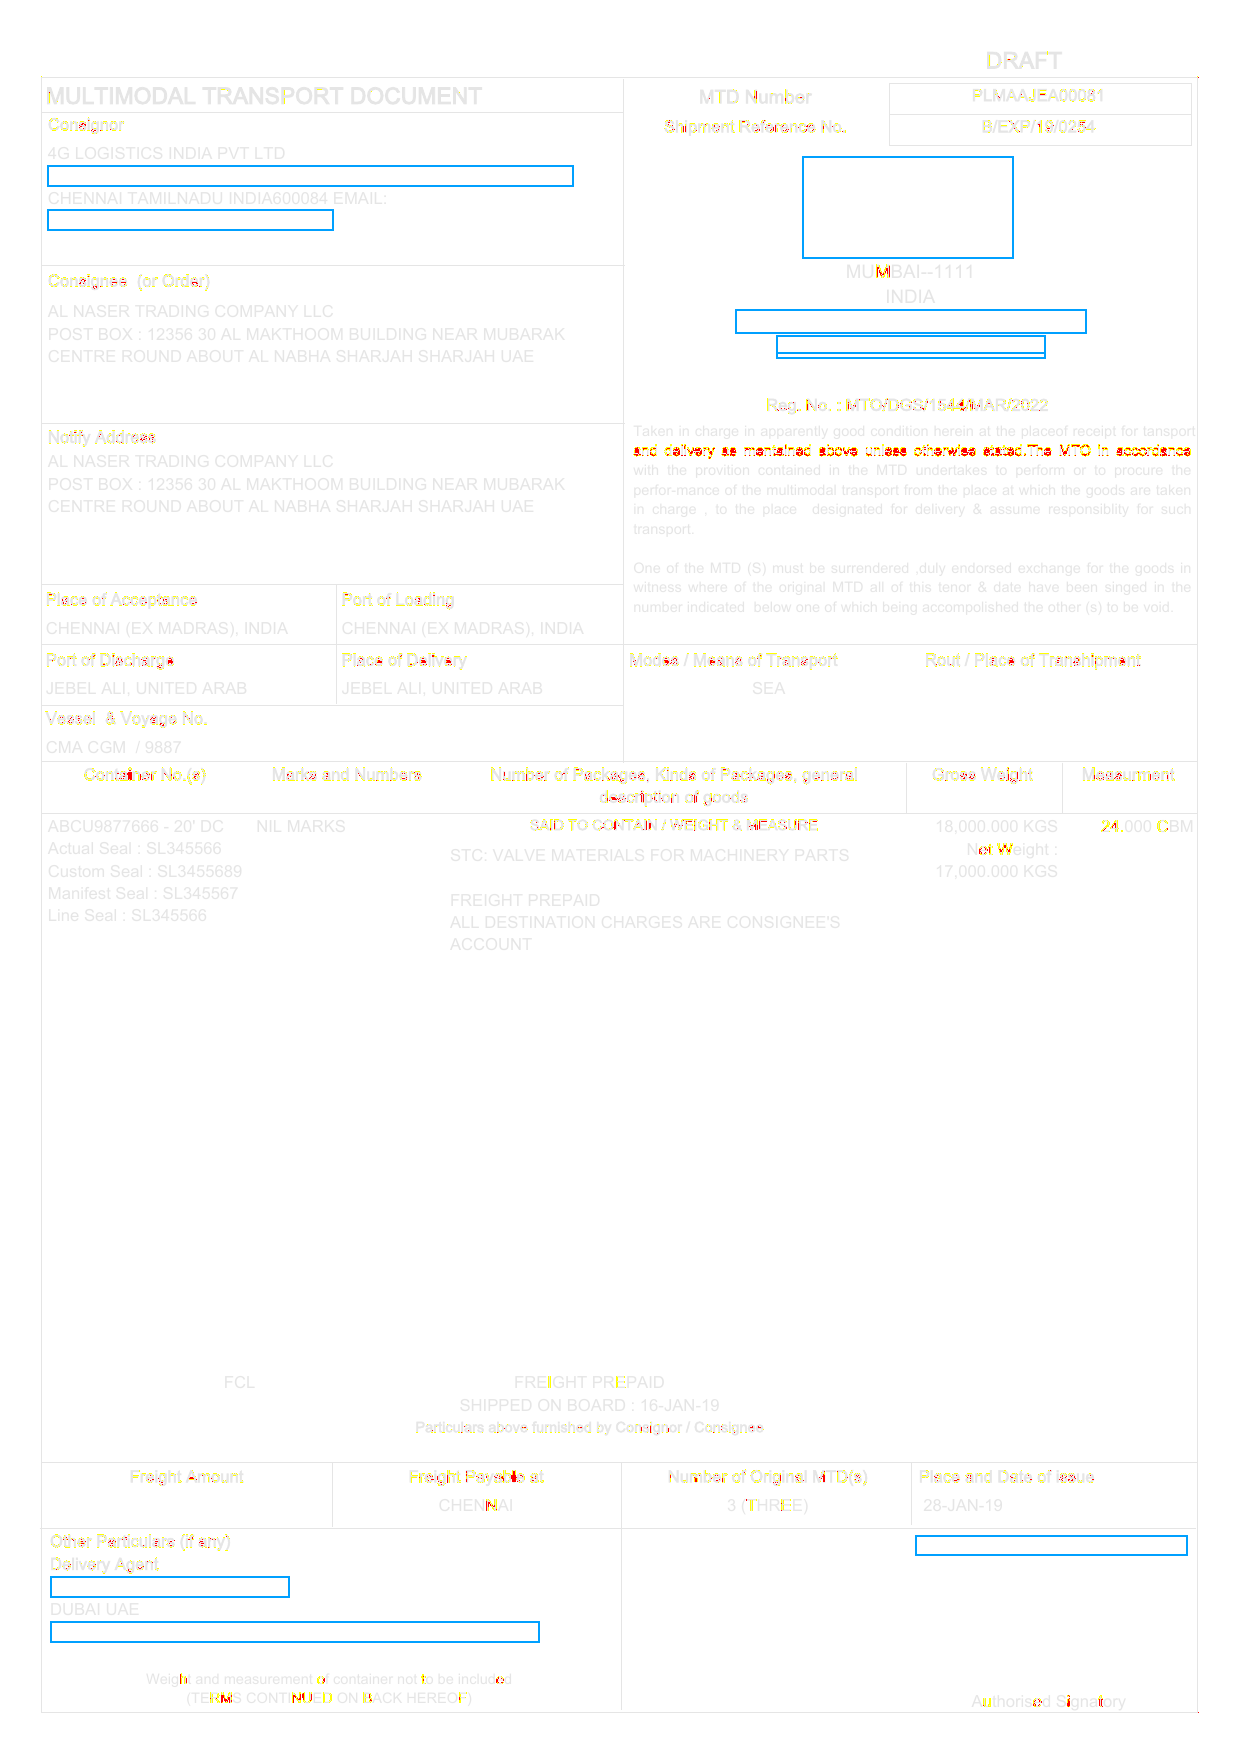 DRAFT
MULTIMODAL TRANSPORT DOCUMENT
MTD Number
PLMAAJEA00081
Consignor
Shipment Reference No.
S/EXP/19/0254
4G LOGISTICS INDIA PVT LTD
CHENNAI TAMILNADU INDIA600084 EMAIL:
MUMBAI--1111
INDIA
Consignee (or Order)
AL NASER TRADING COMPANY LLC
POST BOX : 12356 30 AL MAKTHOOM BUILDING NEAR MUBARAK
CENTRE ROUND ABOUT AL NABHA SHARJAH SHARJAH UAE
Reg. No. : MTO/DGS/1544/MAR/2022
Taken in charge in apparently good condition herein at the placeof receipt for tansport
and delivery as mentained above unless otherwise stated.The MTO in accordance
with the provition contained in the MTD undertakes to perform or to procure the
perfor-mance of the multimodal transport from the place at which the goods are taken
in charge , to the place designated for delivery & assume responsiblity for such
transport.
One of the MTD (S) must be surrendered ,duly endorsed exchange for the goods in
witness where of the original MTD all of this tenor & date have been singed in the
number indicated below one of which being accompolished the other (s) to be void.
Notify Address
AL NASER TRADING COMPANY LLC
POST BOX : 12356 30 AL MAKTHOOM BUILDING NEAR MUBARAK
CENTRE ROUND ABOUT AL NABHA SHARJAH SHARJAH UAE
Place of Acceptance
Port of Loading
CHENNAI (EX MADRAS), INDIA
CHENNAI (EX MADRAS), INDIA
Port of Discharge
Place of Delivery
Modes / Means of Transport
Rout / Place of Transhipment
JEBEL ALI, UNITED ARAB
JEBEL ALI, UNITED ARAB
SEA
Vessel & Voyage No.
CMA CGM / 9887
Container No.(s)
Marks and Numbers
Number of Packages, Kinds of Packages, general
description of goods
Gross Weight
Measurment
ABCU9877666 - 20' DC
NIL MARKS
SAID TO CONTAIN / WEIGHT & MEASURE
18,000.000 KGS
24.000 CBM
Actual Seal : SL345566
Custom Seal : SL3455689
Manifest Seal : SL345567
Line Seal : SL345566
STC: VALVE MATERIALS FOR MACHINERY PARTS
Net Weight :
17,000.000 KGS
FREIGHT PREPAID
ALL DESTINATION CHARGES ARE CONSIGNEE'S
ACCOUNT
FCL
FREIGHT PREPAID
SHIPPED ON BOARD : 16-JAN-19
Particulars above furnished by Consignor / Consignee
Freight Amount
Freight Payable at
Number of Original MTD(s)
Place and Date of Issue
CHENNAI
3 (THREE)
28-JAN-19
Other Particulars (if any)
Delivery Agent
DUBAI UAE
Weight and measurement of container not to be included
(TERMS CONTINUED ON BACK HEREOF)
Authorised Signatory